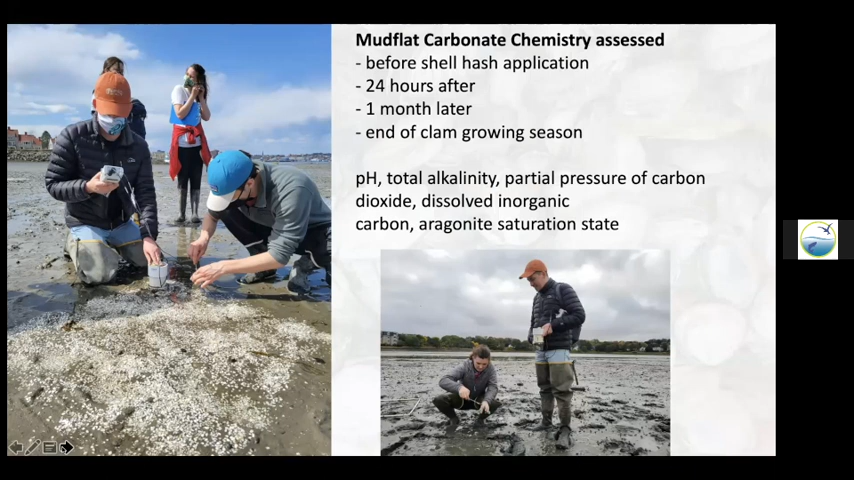 Mudflat Carbonate Chemistry assessed
- before shell hash application
- 24 hours after
- 1 month later
- end of clam growing season
pH, total alkalinity, partial pressure of carbon
dioxide, dissolved inorganic
carbon, aragonite saturation state